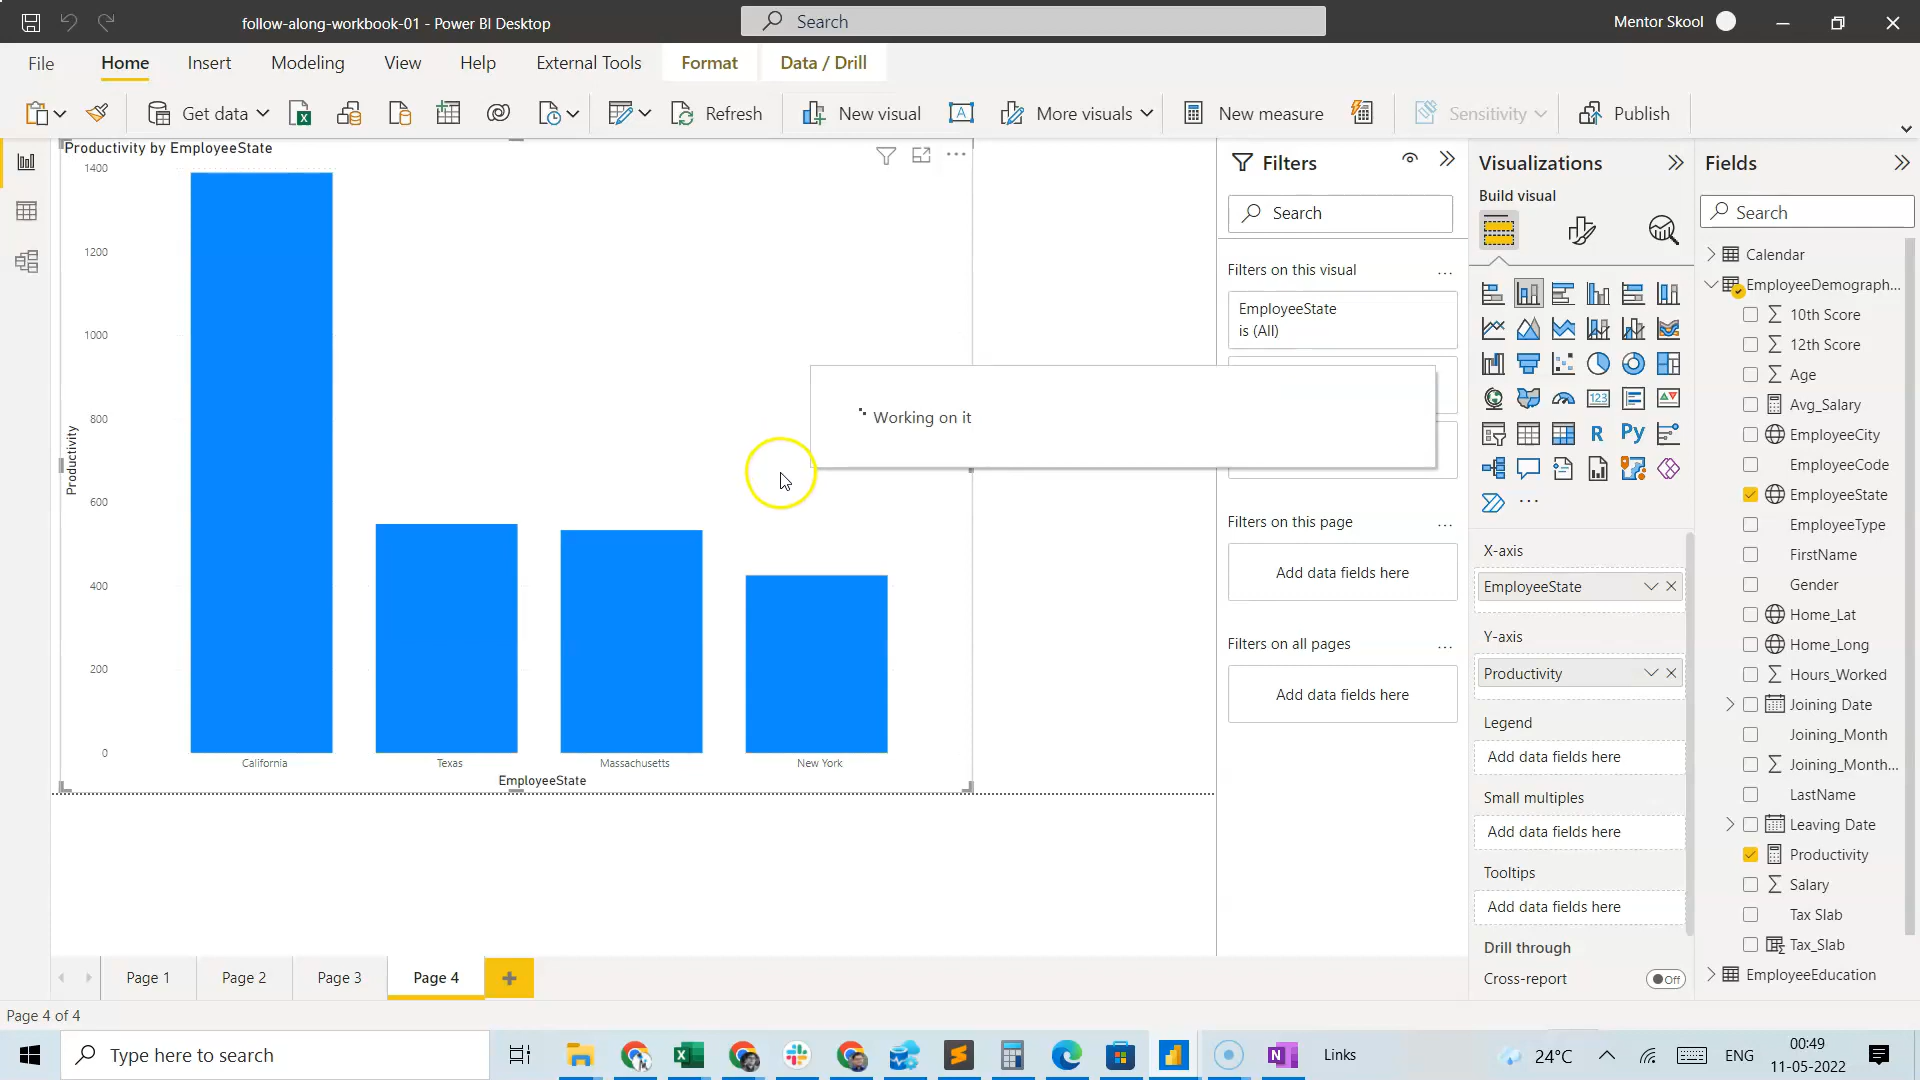 follow-along-workbook-01 - Power BI Desktop
Search
Mentor Skool
File
Home
Insert
Modeling
View
Help
External Tools
Format
Data / Drill
Get data
Refresh
New visual
More visuals
New measure
Sensitivity
Publish
Productivity by EmployeeState
1400
1200
1000
800
600
400
200
0
Productivity
California
Texas
Massachusetts
New York
EmployeeState
Working on it
Filters
Search
Filters on this visual
EmployeeState
is (All)
Filters on this page
Add data fields here
Filters on all pages
Add data fields here
Visualizations
Build visual
123
R
Py
X-axis
EmployeeState
Y-axis
Productivity
Legend
Add data fields here
Small multiples
Add data fields here
Tooltips
Add data fields here
Drill through
Cross-report
Off
Fields
Search
Calendar
EmployeeDemograph...
10th Score
12th Score
Age
Avg_Salary
EmployeeCity
EmployeeCode
EmployeeState
EmployeeType
FirstName
Gender
Home_Lat
Home_Long
Hours_Worked
Joining Date
Joining_Month
Joining_Month...
LastName
Leaving Date
Productivity
Salary
Tax Slab
Tax_Slab
EmployeeEducation
Page 1
Page 2
Page 3
Page 4
Page 4 of 4
Type here to search
Links
24°C
ENG
00:49
11-05-2022